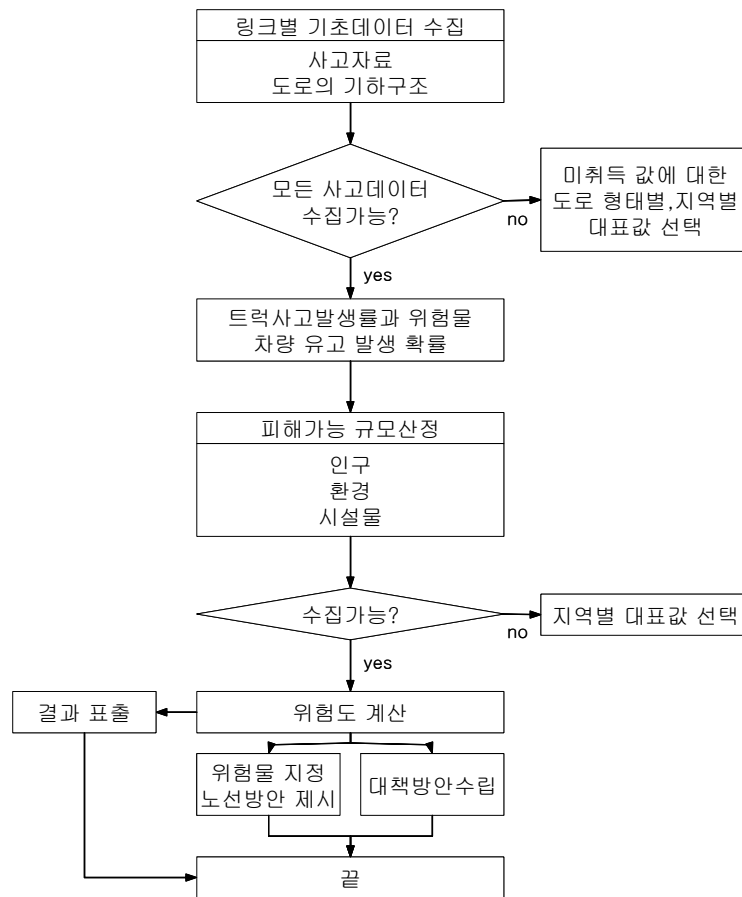 링크별 기초데이터 수집
사고자료
도로의 기하구조
모든 사고데이터
수집가능?
no
미취득 값에 대한
도로 형태별,지역별
대표값 선택
yes
트럭사고발생률과 위험물
차량 유고 발생 확률
피해가능 규모산정
인구
환경
시설물
수집가능?
no
지역별 대표값 선택
yes
결과 표출
위험도 계산
위험물 지정
노선방안 제시
대책방안수립
끝